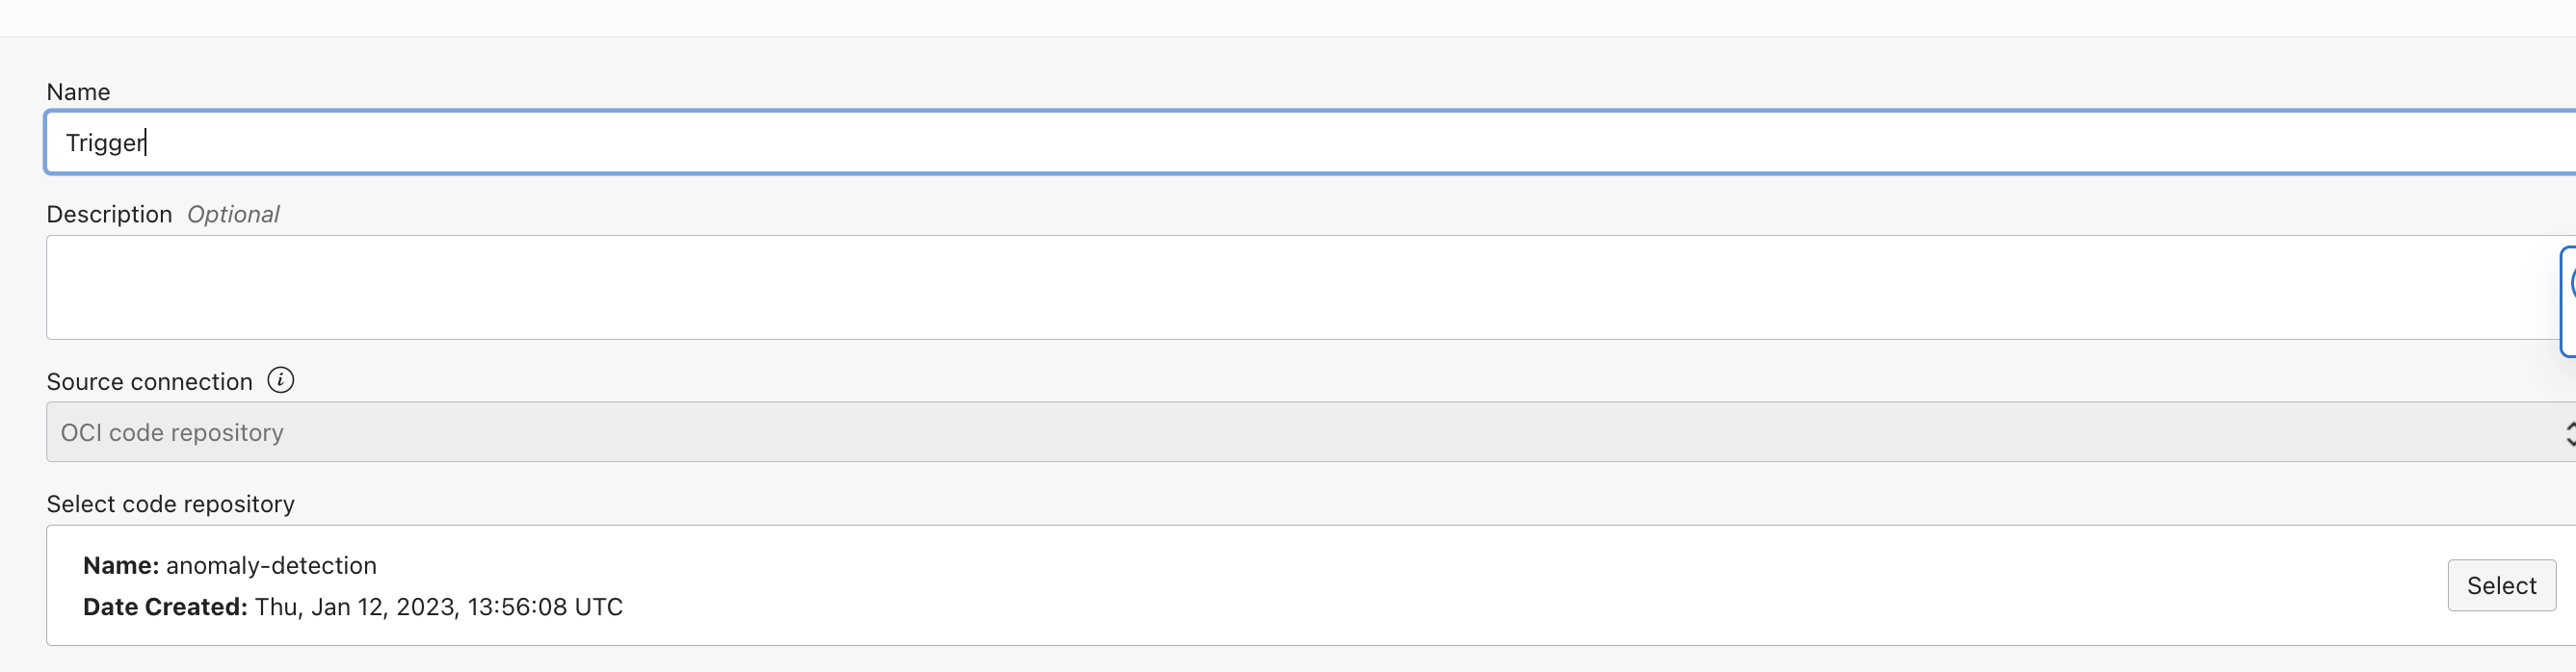 Name
Trigger
Description Optional
Source connection i
OCI code repository
Select code repository
Name: anomaly-detection
Date Created: Thu, Jan 12, 2023, 13:56:08 UTC
Select